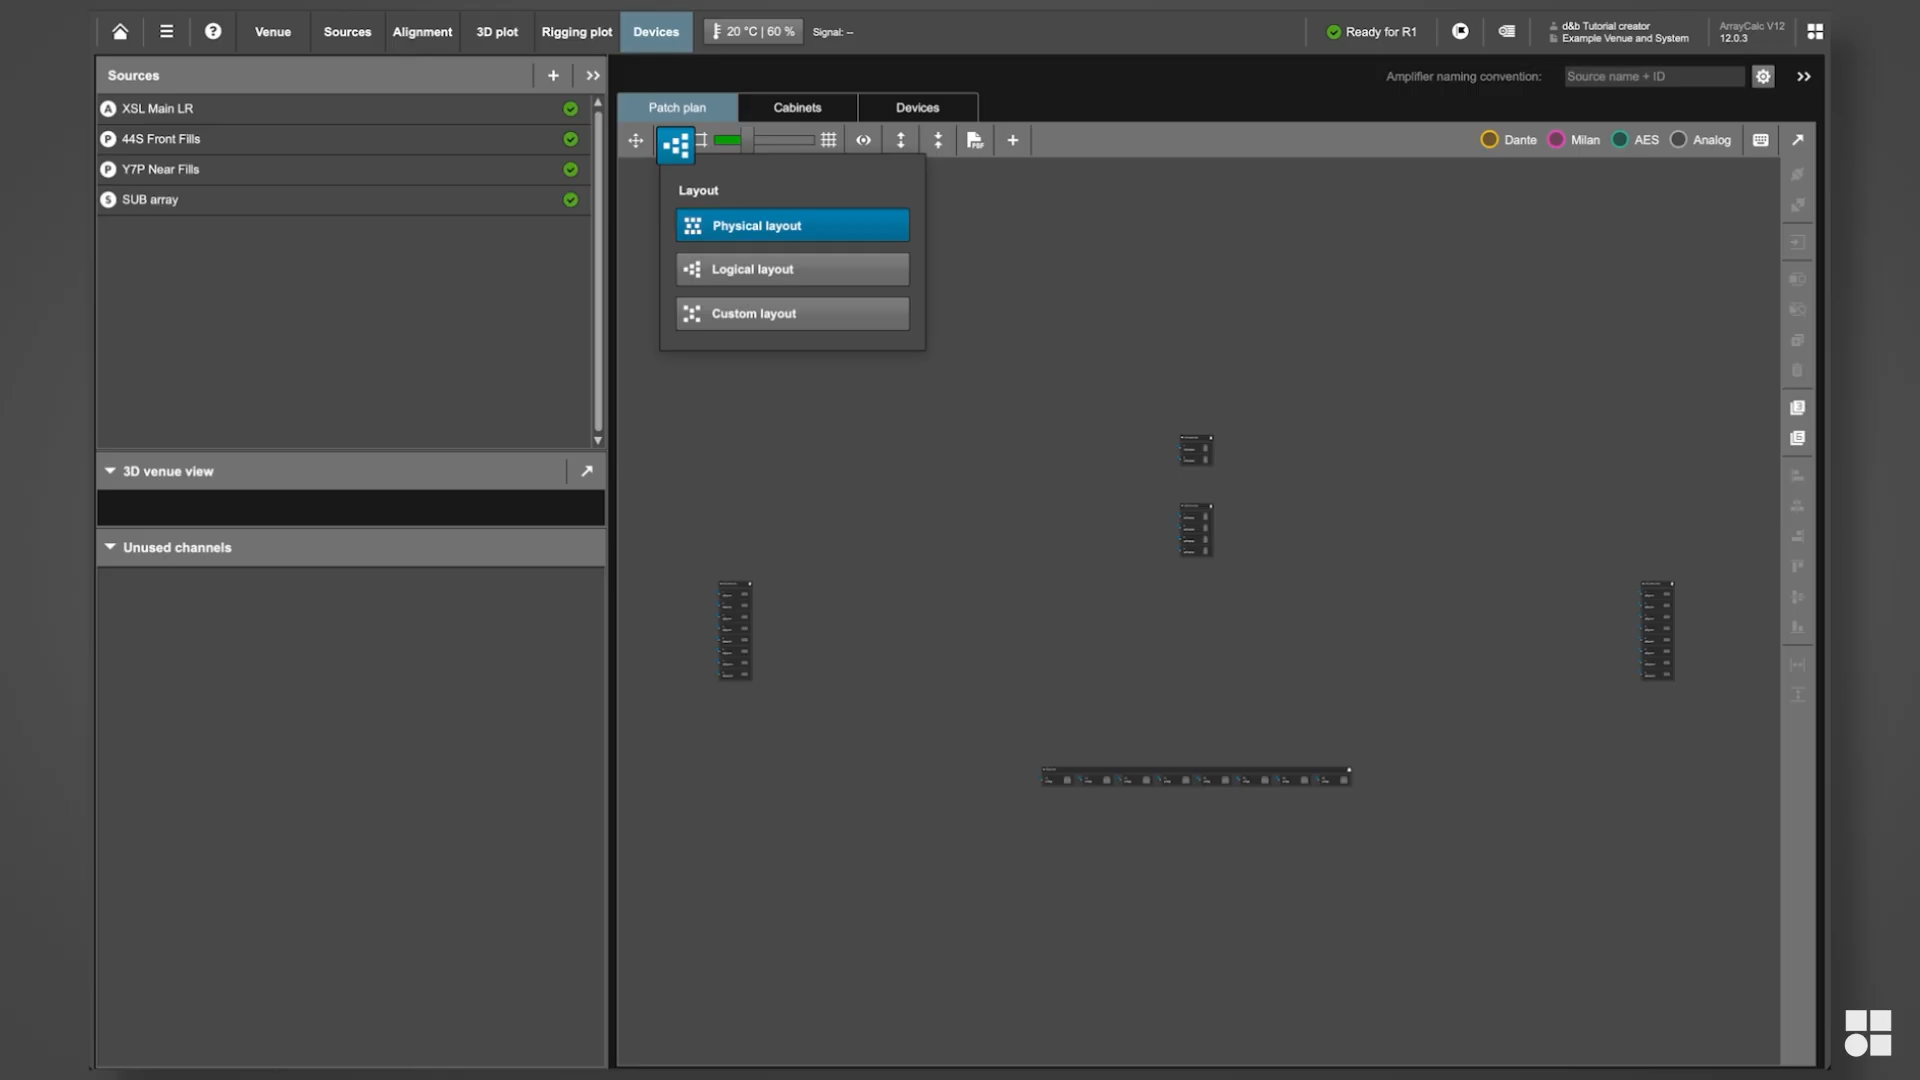 Venue
Sources
Alignment
3D plot
Rigging plot
Devices
20 °C | 60 %
Signal: --
Ready for R1
d&b Tutorial creator
Example Venue and System
ArrayCalc V12
12.0.3
Sources
Amplifier naming convention:
Source name + ID
A XSL Main LR
P 44S Front Fills
P Y7P Near Fills
S SUB array
Patch plan
Cabinets
Devices
PDF
Dante
Milan
AES
Analog
Layout
Physical layout
Logical layout
Custom layout
3D venue view
Unused channels